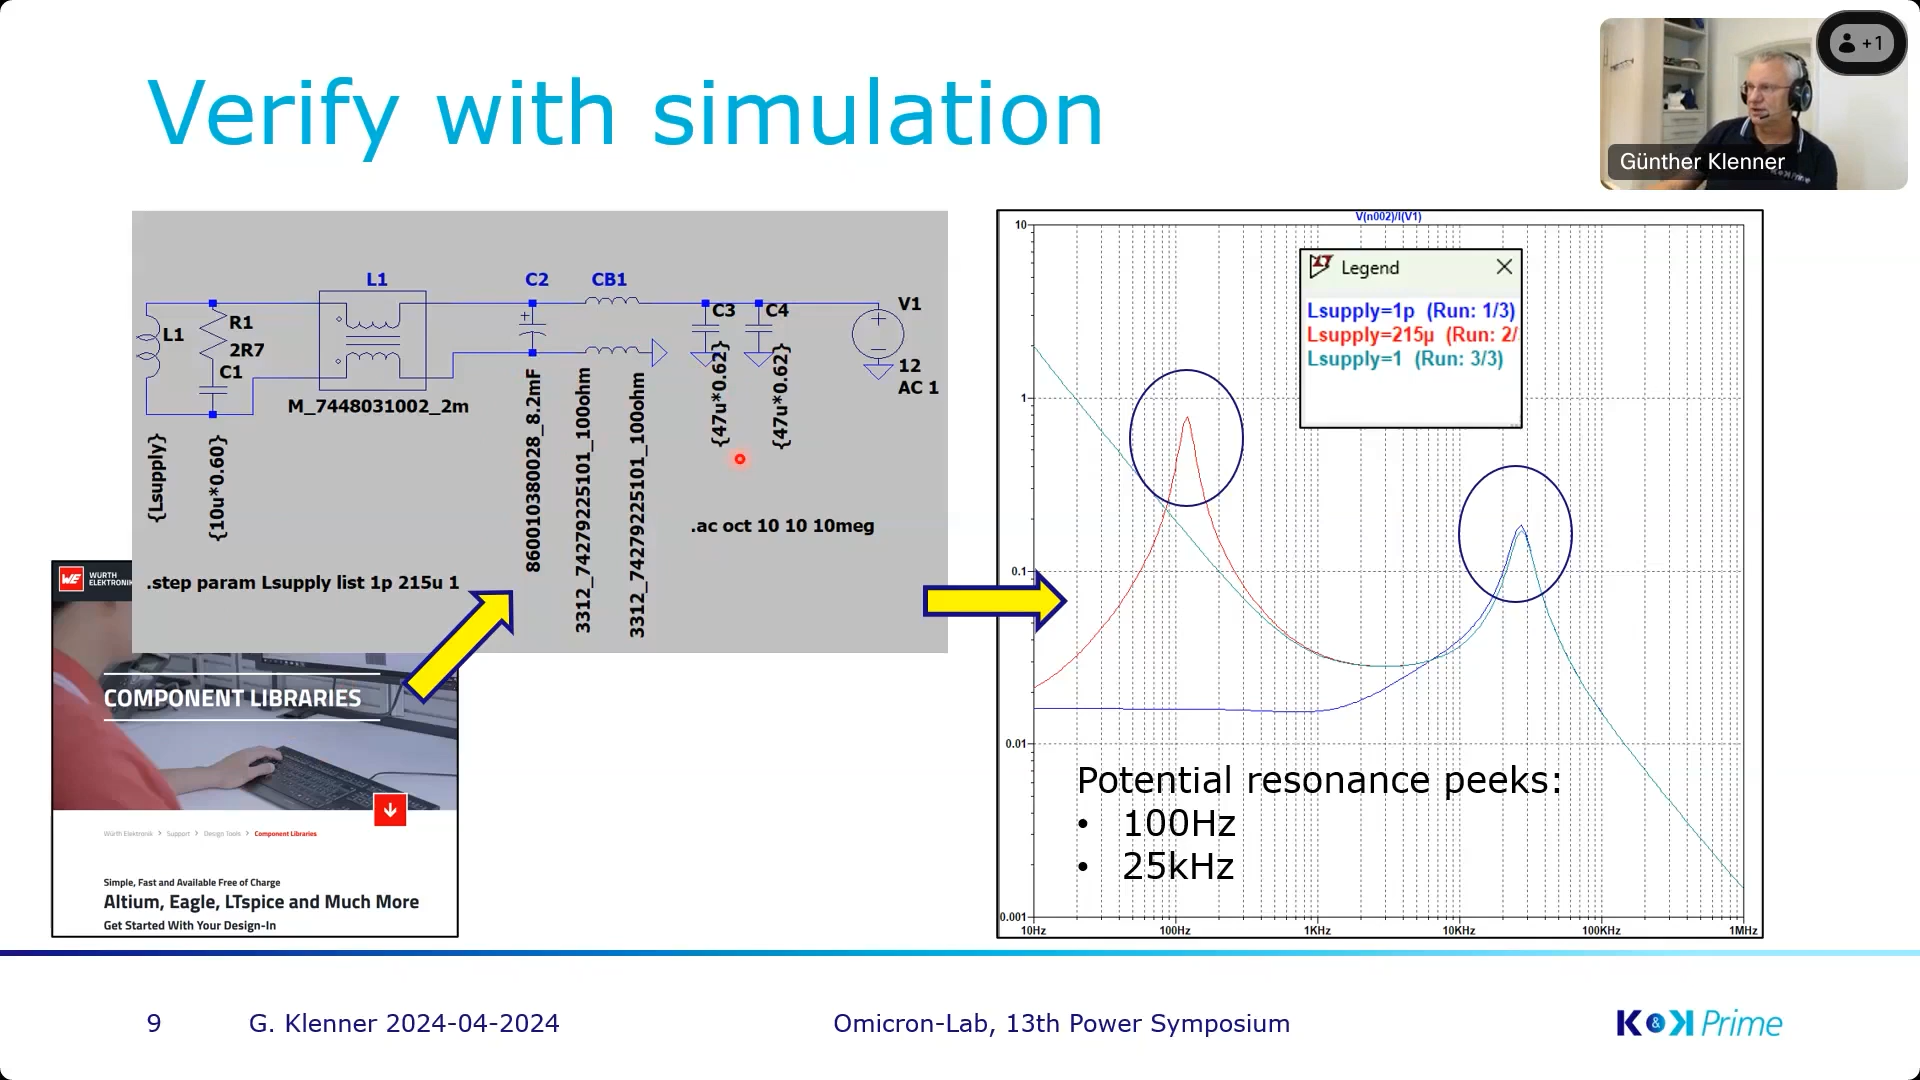 Verify with simulation
+1
Günther Klenner
L1
C2
CB1
L1
R1
2R7
C1
M_7448031002_2m
C3
C4
V1
12
AC 1
+
{Lsupply}
{10u*0.60}
860010380028_8.2mF
3312_74279225101_100ohm
3312_74279225101_100ohm
{47u*0.62}
{47u*0.62}
.ac oct 10 10 10meg
.step param Lsupply list 1p 215u 1
WE WURTH
ELEKTRONIK
COMPONENT LIBRARIES
Würth Elektronik > Support > Design Tools > Component Libraries
Simple, Fast and Available Free of Charge
Altium, Eagle, LTspice and Much More
Get Started With Your Design-In
V(n002)/I(V1)
10
1
0.1
0.01
0.001
10Hz 100Hz 1KHz 10KHz 100KHz 1MHz
Legend
Lsupply=1p (Run: 1/3)
Lsupply=215µ (Run: 2/
Lsupply=1 (Run: 3/3)
Potential resonance peeks:
• 100Hz
• 25kHz
9 G. Klenner 2024-04-2024 Omicron-Lab, 13th Power Symposium K&K Prime